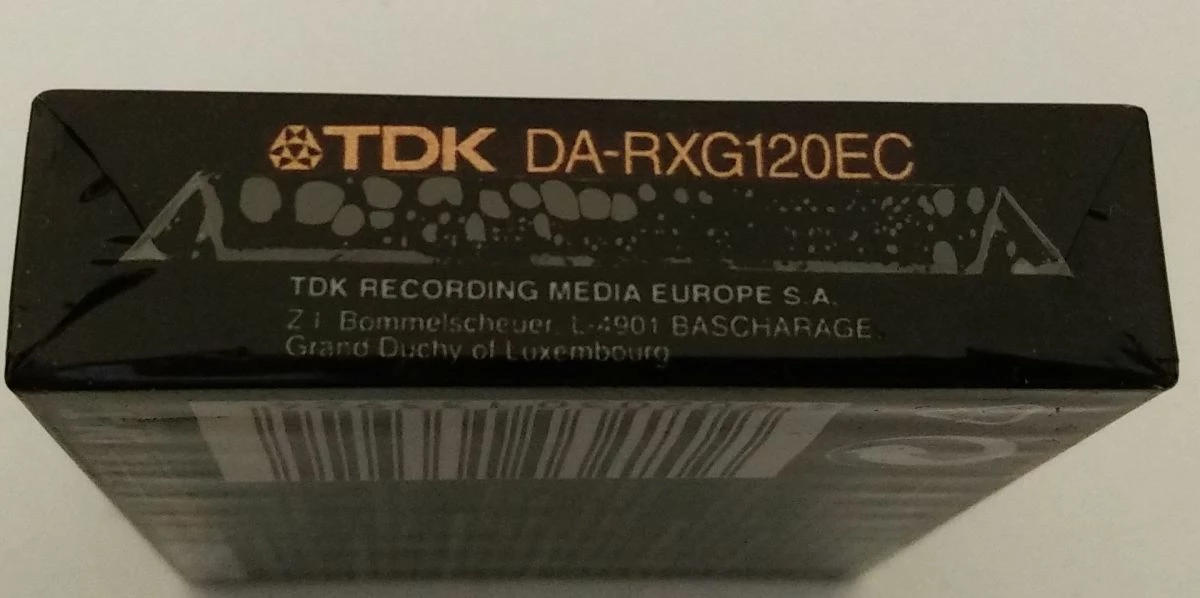 TDK DA-RXG120EC
TDK RECORDING MEDIA EUROPE S.A.
Z.I. Bommelscheuer, L-4901 BASCHARAGE
Grand Duchy of Luxembourg